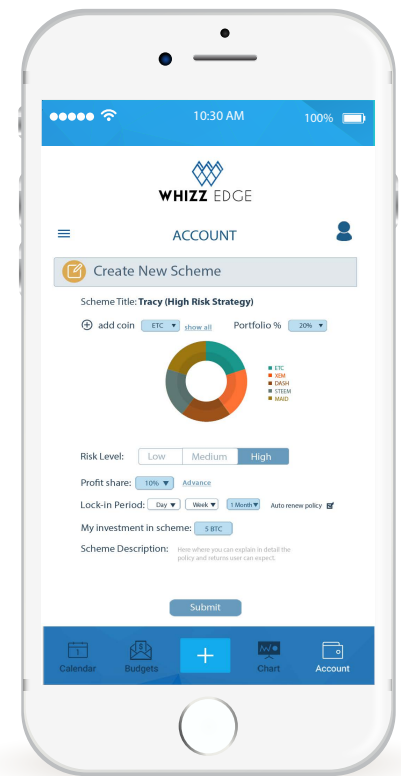 10:30 AM
100%
WHIZZ EDGE
ACCOUNT
Create New Scheme
Scheme Title: Tracy (High Risk Strategy)
add coin ETC show all Portfolio % 20%
ETC
XEM
DASH
STEEM
MAID
Risk Level: Low Medium High
Profit share: 10% Advance
Lock-in Period: Day Week 1 Month Auto renew policy
My investment in scheme: 5 BTC
Scheme Description: Here where you can explain in detail the
policy and returns user can expect.
Submit
1 $
Calendar Budgets + Chart Account